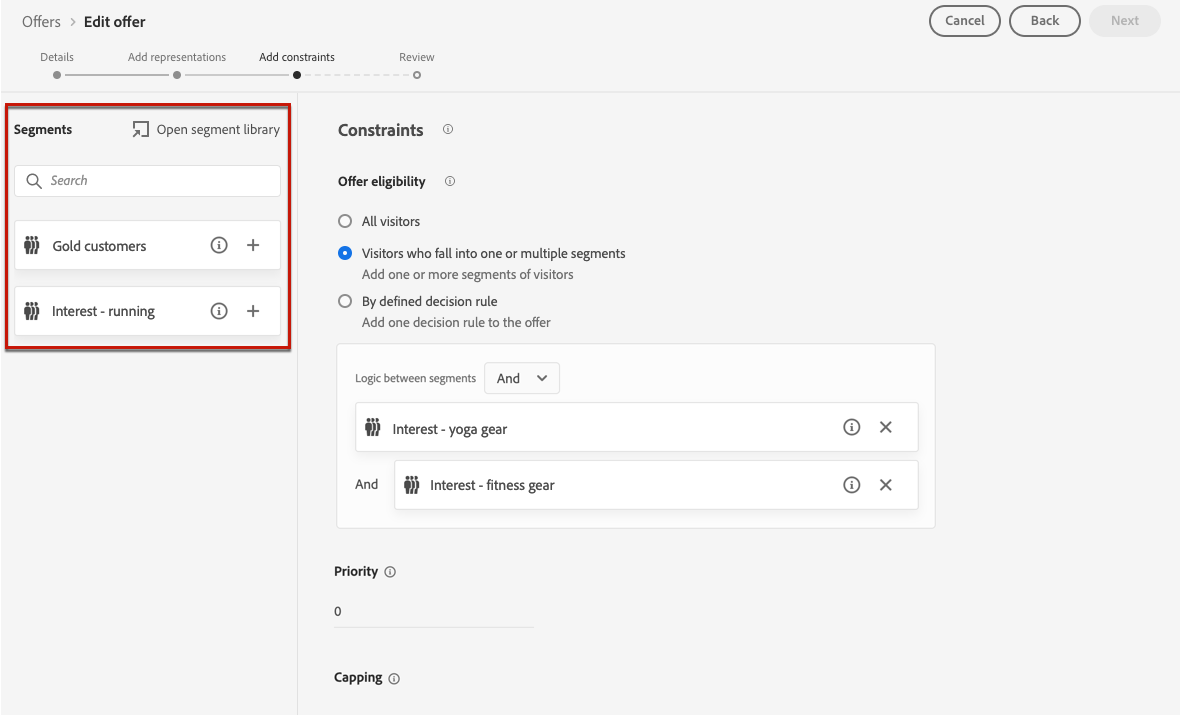 Offers > Edit offer
Cancel
Back
Next
Details
Add representations
Add constraints
Review
Segments
Open segment library
Search
Gold customers
Interest - running
Constraints
Offer eligibility
All visitors
Visitors who fall into one or multiple segments
Add one or more segments of visitors
By defined decision rule
Add one decision rule to the offer
Logic between segments
And
Interest - yoga gear
And
Interest - fitness gear
Priority
0
Capping